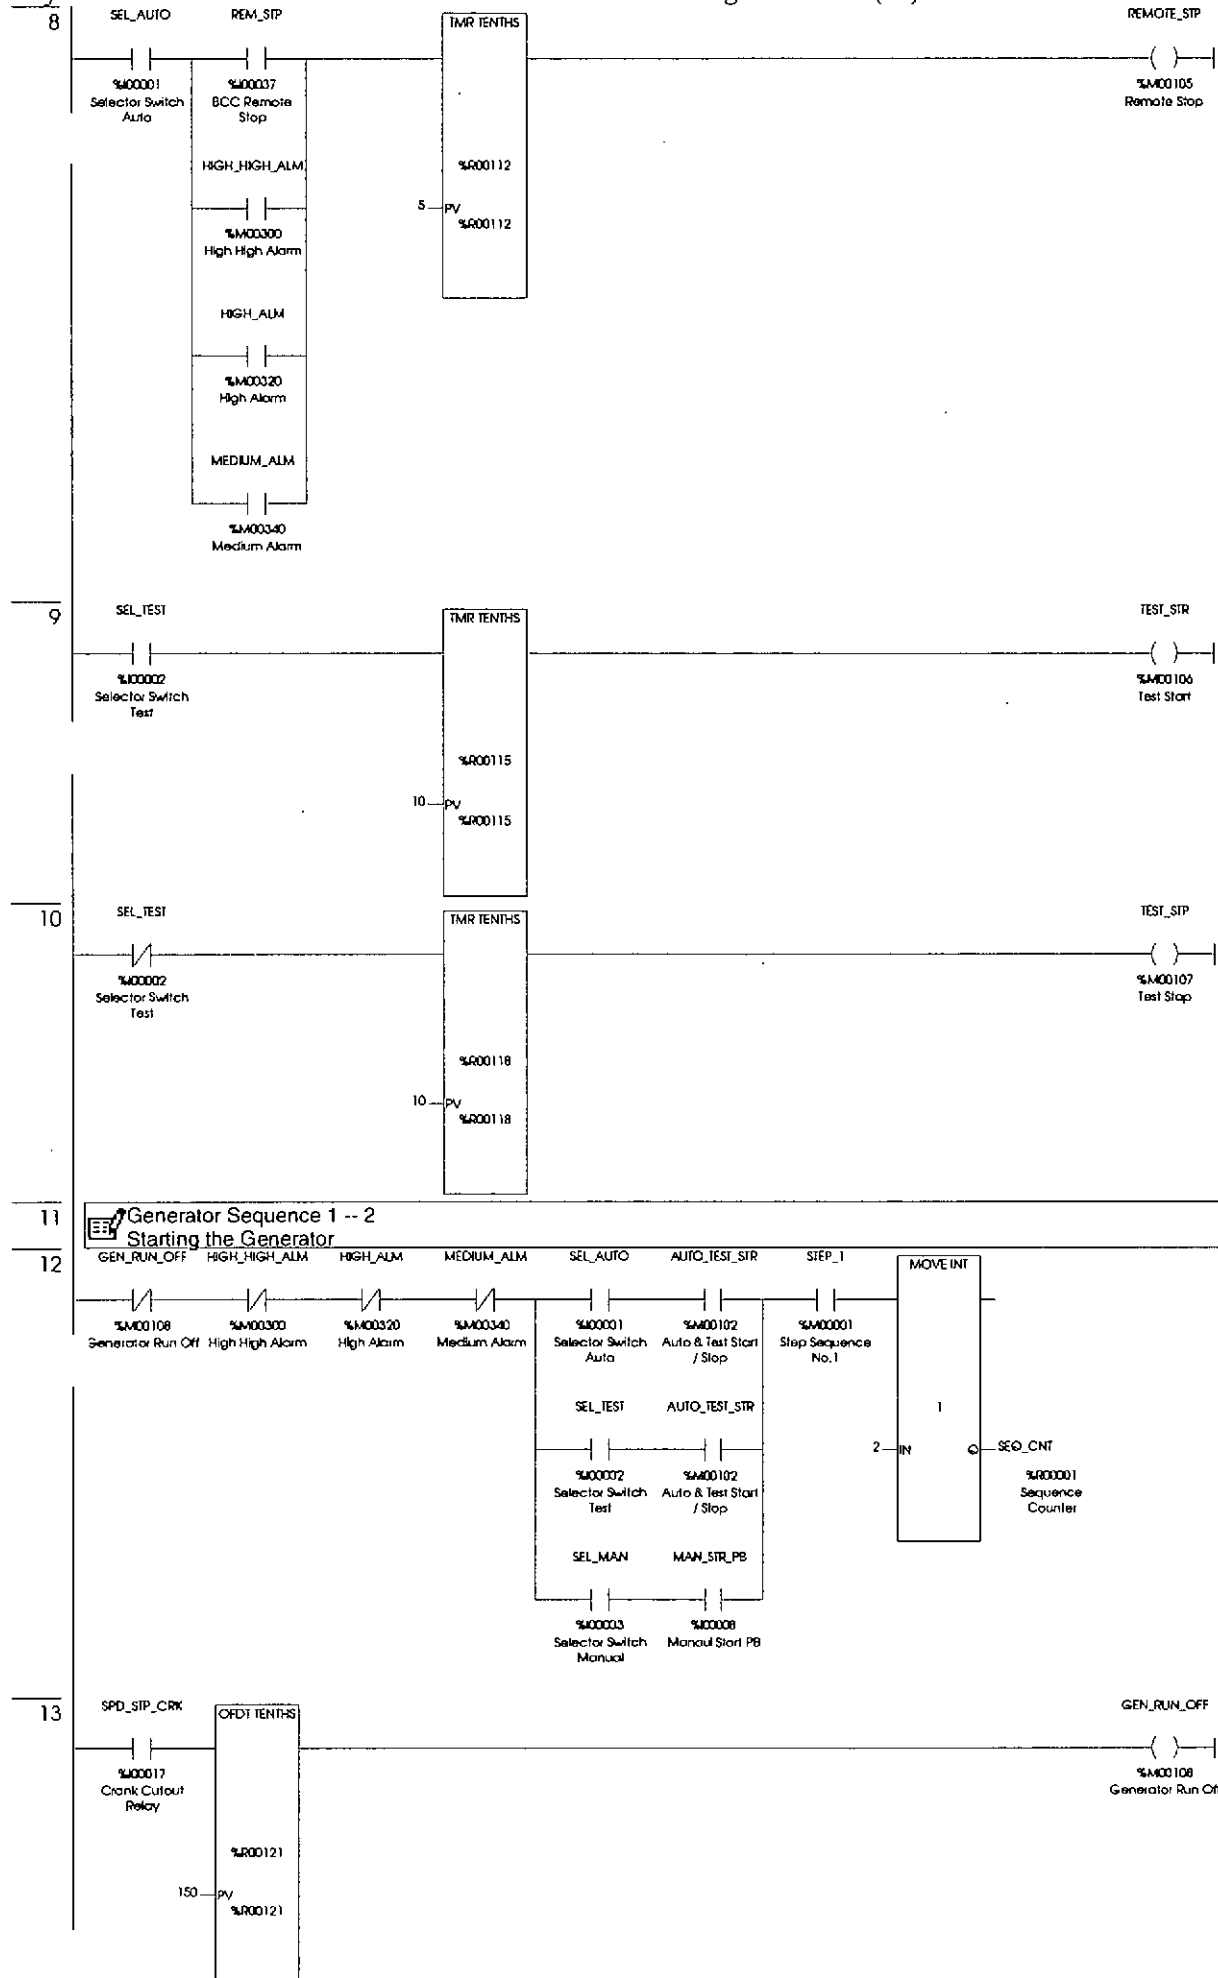 8
SEL_AUTO
REM_STP
TMR TENTHS
REMOTE_STP
%I00001
%I00037
%M00105
Selector Switch
Auto
BCC Remote
Stop
Remote Stop
HIGH_HIGH_ALM
%R00112
5
PV
%R00112
%M00300
High High Alarm
HIGH_ALM
%M00320
High Alarm
MEDIUM_ALM
%M00340
Medium Alarm
9
SEL_TEST
TMR TENTHS
TEST_STR
%I00002
Selector Switch
Test
%M00106
Test Start
%R00115
10
PV
%R00115
10
SEL_TEST
TMR TENTHS
TEST_STP
%I00002
Selector Switch
Test
%M00107
Test Stop
%R00118
10
PV
%R00118
11
Generator Sequence 1 -- 2
Starting the Generator
12
GEN_RUN_OFF
HIGH_HIGH_ALM
HIGH_ALM
MEDIUM_ALM
SEL_AUTO
AUTO_TEST_STR
STEP_1
MOVE INT
%M00108
%M00300
%M00320
%M00340
%I00001
%M00102
%M00001
Generator Run Off
High High Alarm
High Alarm
Medium Alarm
Selector Switch
Auto
Auto & Test Start
/ Stop
Step Sequence
No.1
SEL_TEST
AUTO_TEST_STR
1
2
IN
Q
SEQ_CNT
%I00002
%M00102
%R00001
Selector Switch
Test
Auto & Test Start
/ Stop
Sequence
Counter
SEL_MAN
MAN_STR_PB
%I00003
%I00008
Selector Switch
Manual
Manaul Start PB
13
SPD_STP_CRK
OFDT TENTHS
GEN_RUN_OFF
%I00017
Crank Cutout
Relay
%M00108
Generator Run Off
%R00121
150
PV
%R00121